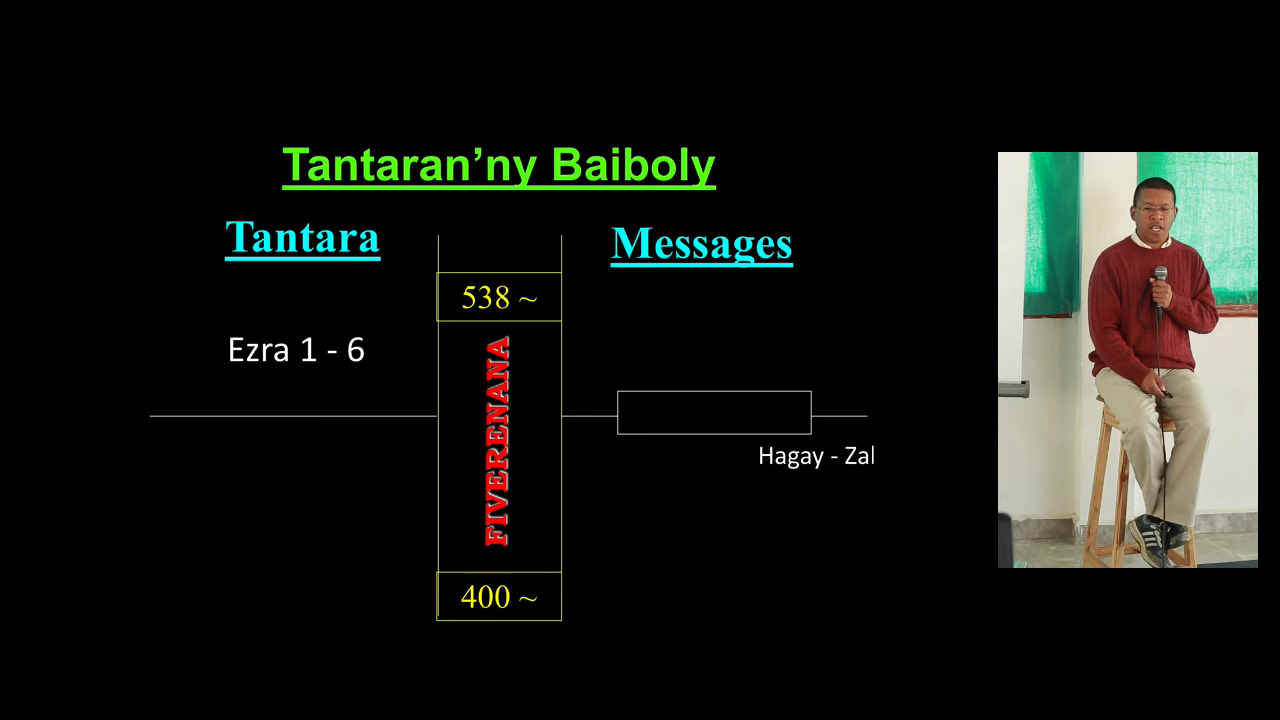 Tantaran’ny Baiboly
Tantara
Messages
538 ~
Ezra 1 - 6
FIVERENANA
Hagay - Zal
400 ~